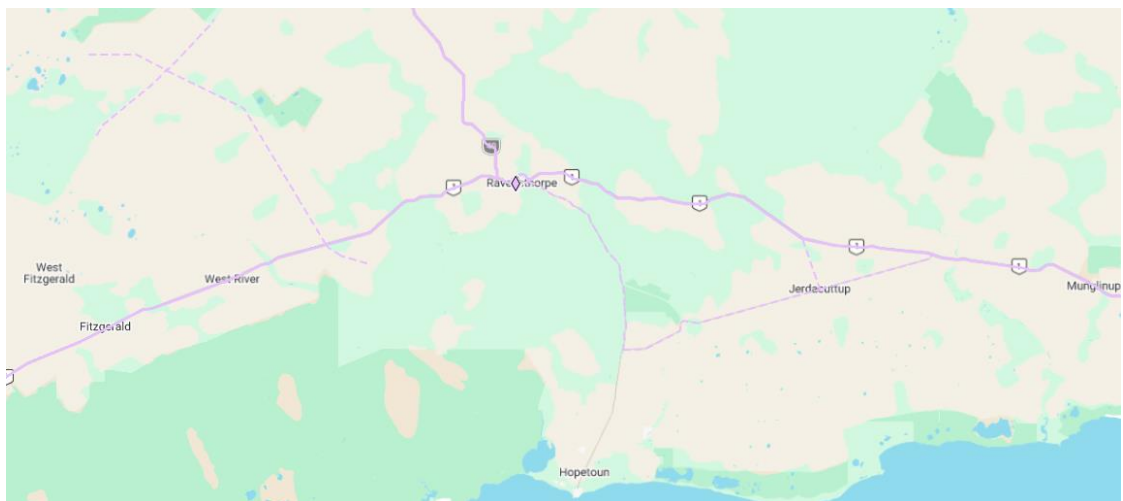 Ravensthorpe
West
Fitzgerald
West River
Jerdacuttup
Munglinup
Fitzgerald
Hopetoun